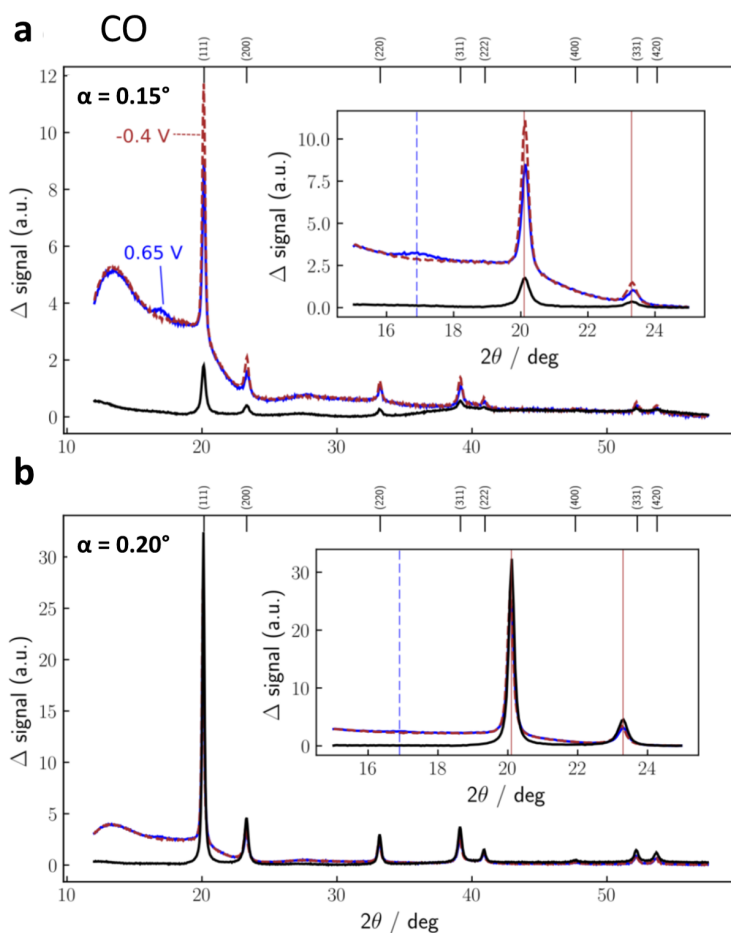 a CO
(111) (200) (220) (311) (222) (400) (331) (420)
α = 0.15°
-0.4 V
0.65 V
Δ signal (a.u.)
12
10
8
6
4
2
0
10 20 30 40 50
Δ signal (a.u.)
10.0
7.5
5.0
2.5
0.0
16 18 20 22 24
2θ / deg
b
(111) (200) (220) (311) (222) (400) (331) (420)
α = 0.20°
Δ signal (a.u.)
30
25
20
15
10
5
0
10 20 30 40 50
2θ / deg
Δ signal (a.u.)
30
20
10
0
16 18 20 22 24
2θ / deg